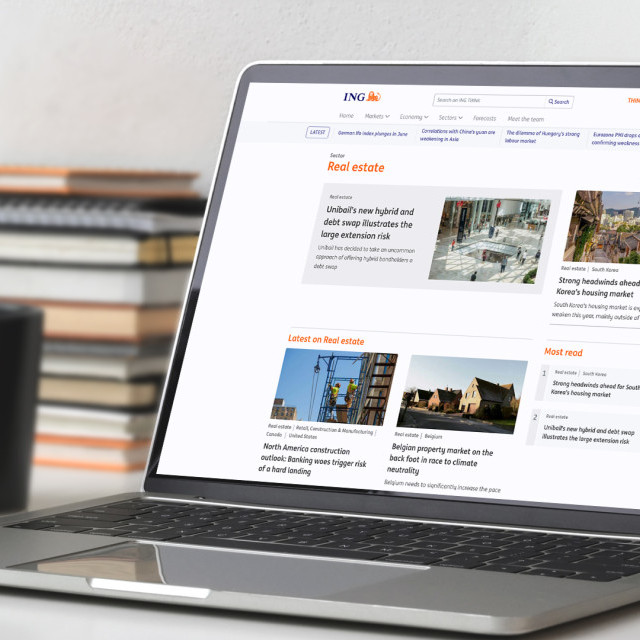 ING
Search on ING THINK
Search
THIN
Home Markets Economy Sectors Forecasts Meet the team
LATEST
German Ifo index plunges in June
Correlations with China's yuan are
weakening in Asia
The dilemma of Hungary's strong
labour market
Eurozone PMI drops
confirming weakness
Sector
Real estate
Real estate
Unibail's new hybrid and
debt swap illustrates the
large extension risk
Unibail has decided to take an uncommon
approach of offering hybrid bondholders a
debt swap
Real estate | South Korea
Strong headwinds ahead
Korea's housing market
South Korea's housing market is ex
weaken this year, mainly outside of
Latest on Real estate
Real estate | Retail, Construction & Manufacturing |
Canada | United States
North America construction
outlook: Banking woes trigger risk
of a hard landing
Real estate | Belgium
Belgian property market on the
back foot in race to climate
neutrality
Belgium needs to significantly increase the pace
Most read
1
Real estate | South Korea
Strong headwinds ahead for South
Korea's housing market
2
Real estate
Unibail's new hybrid and debt swap
illustrates the large extension risk